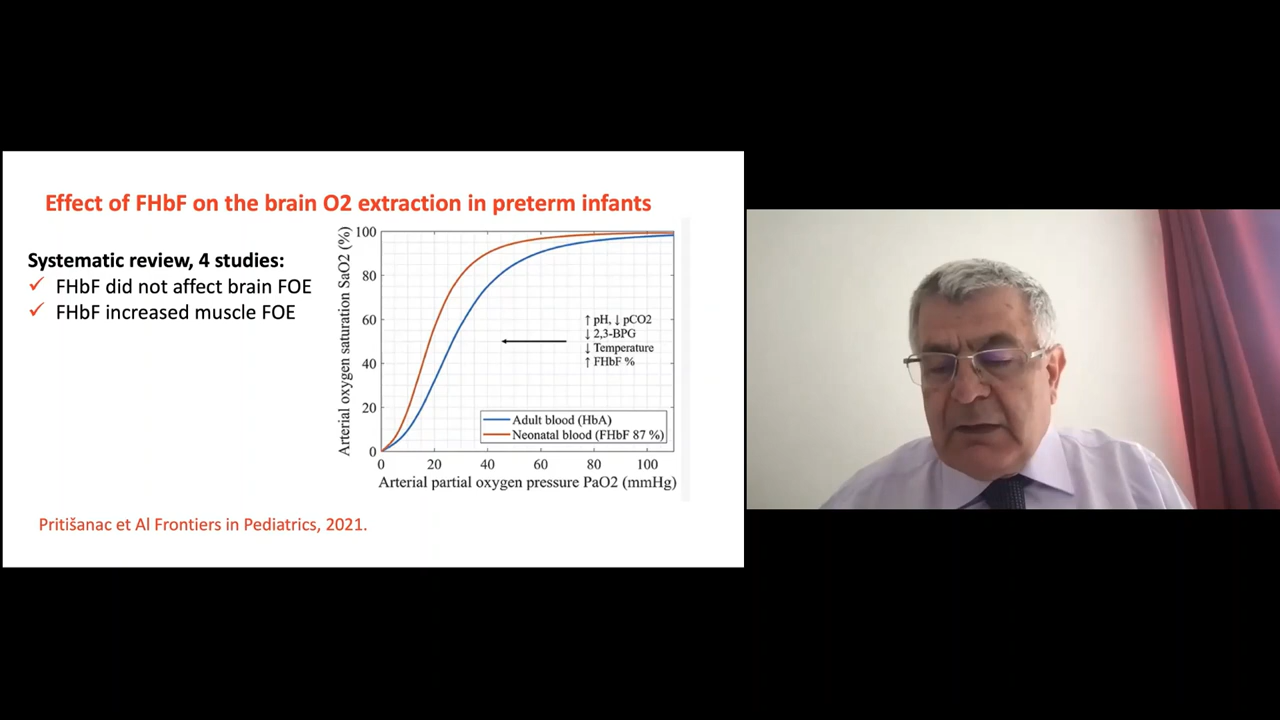 Effect of FHbF on the brain O2 extraction in preterm infants
Systematic review, 4 studies:
✓ FHbF did not affect brain FOE
✓ FHbF increased muscle FOE
Arterial oxygen saturation SaO2 (%)
100
80
60
40
20
0
↑ pH, ↓ pCO2
↓ 2,3-BPG
↓ Temperature
↑ FHbF %
Adult blood (HbA)
Neonatal blood (FHbF 87 %)
0 20 40 60 80 100
Arterial partial oxygen pressure PaO2 (mmHg)
Pritišanac et Al Frontiers in Pediatrics, 2021.